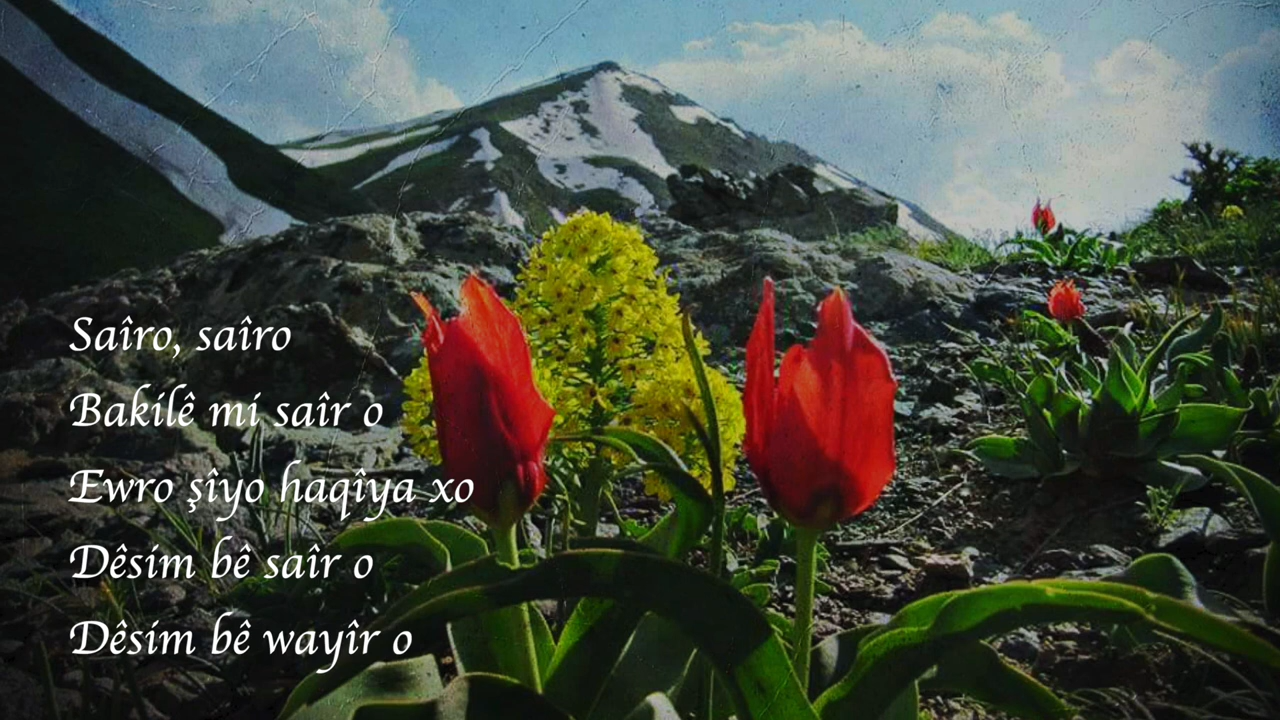 Saîro, saîro
Bakilê mi saîr o
Ewro şîyo haqîya xo
Dêsim bê saîr o
Dêsim bê wayîr o